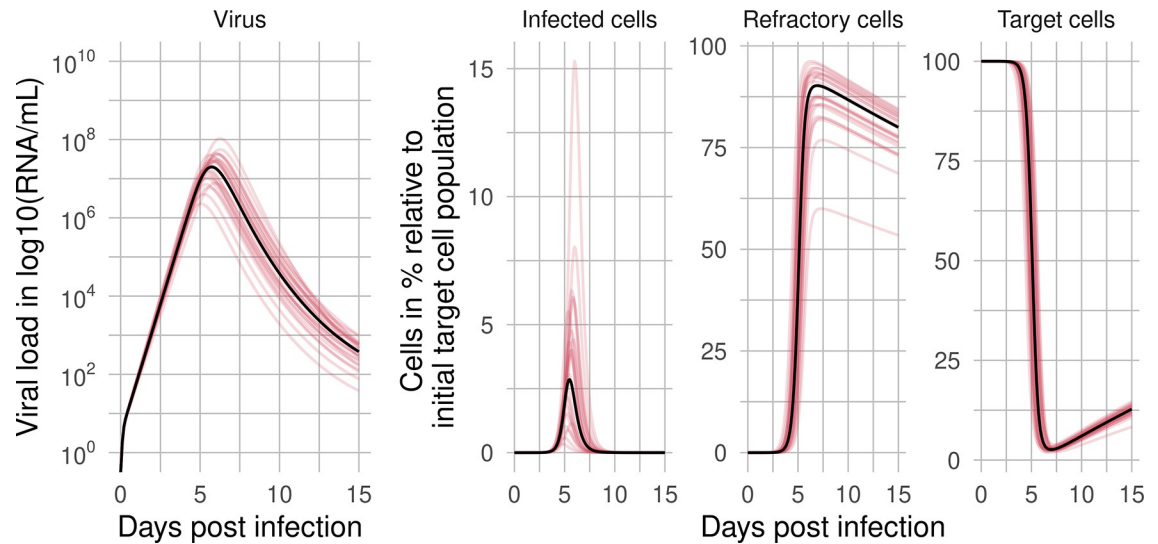 Virus
Infected cells
Refractory cells
Target cells
Viral load in log10(RNA/mL)
10^10
10^8
10^6
10^4
10^2
10^0
0 5 10 15
Days post infection
Cells in % relative to
initial target cell population
15
10
5
0
0 5 10 15
100
75
50
25
0
0 5 10 15
100
75
50
25
0
0 5 10 15
Days post infection